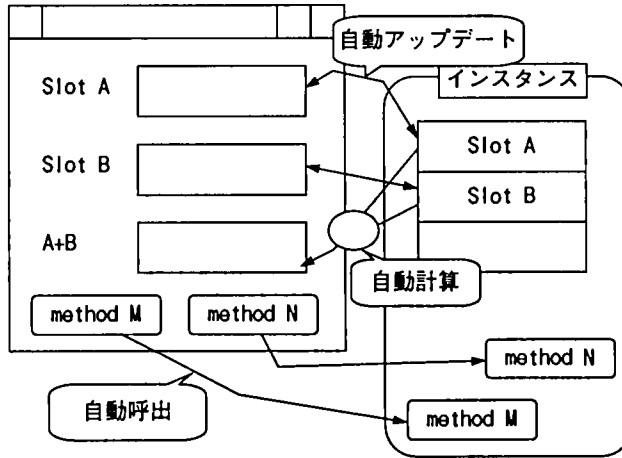 自動アップデート
インスタンス
Slot A
Slot A
Slot B
Slot B
A+B
自動計算
method M
method N
method N
自動呼出
method M